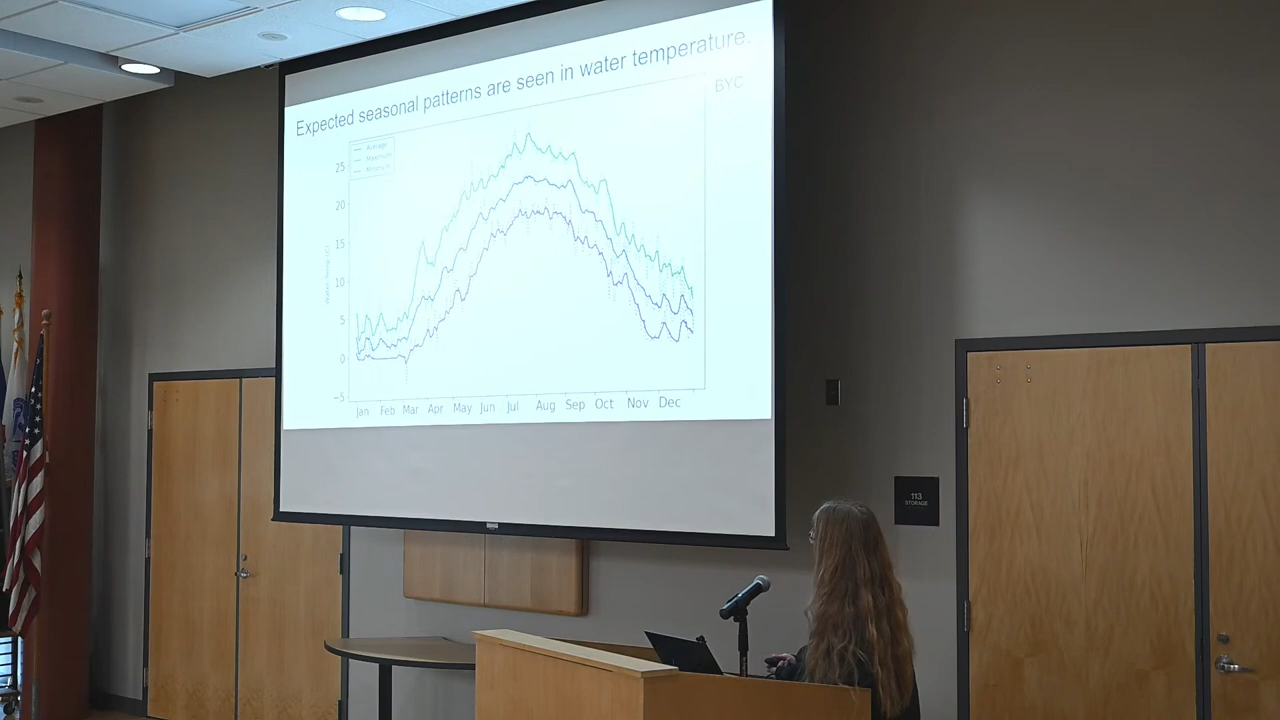 Expected seasonal patterns are seen in water temperature.
BYC
Average
Maximum
25
20
15
10
5
0
-5
Jan Feb Mar Apr May Jun Jul Aug Sep Oct Nov Dec
113
STORAGE